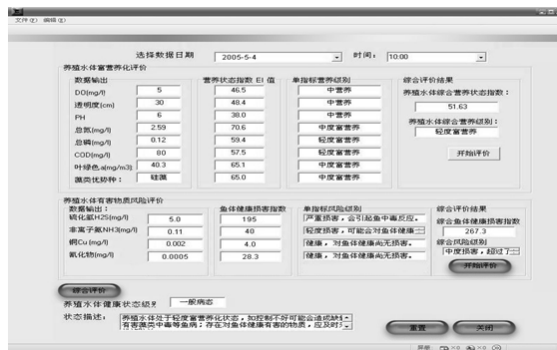 文件(F) 编辑(E)
选择数据日期 2005-5-4 时间: 10:00
养殖水体富营养化评价
数据输出 营养状态指数 EI 值 单指标营养级别 综合评价结果
DO(mg/l) 5 46.5 中营养
养殖水体综合营养状态指数:
透明度(cm) 30 48.4 中营养
51.63
PH 6 38.0 中营养
养殖水体综合营养级别:
总氮(mg/l) 2.59 70.6 中度富营养
轻度富营养
总磷(mg/l) 0.12 59.4 轻度富营养
COD(mg/l) 80 57.5 轻度富营养
开始评价
叶绿色.a(mg/m3) 40.3 65.1 中度富营养
藻类优势种: 硅藻 65.0 中度富营养
养殖水体有害物质风险评价
数据输出: 鱼体健康损害指数 单指标风险级别 综合评价结果
硫化氢H2S(mg/l) 5.0 195 严重损害,会引起鱼中毒反应。
综合鱼体健康损害指数
267.3
非离子氨NH3(mg/l) 0.11 40 轻度损害,可能会对鱼体健康
综合风险级别
铜Cu (mg/l) 0.002 4.0 健康,对鱼体健康尚无损害。
中度损害,超过了
氰化物(mg/l) 0.0005 28.3 健康,对鱼体健康尚无损害。
开始评价
综合评价
养殖水体健康状态级别 一般病态
状态描述: 养殖水体处于轻度富营养化状态,如控制不好可能会造成缺
有害藻类中毒等鱼病;存在对鱼体健康有害的物质,应及时
重置 关闭